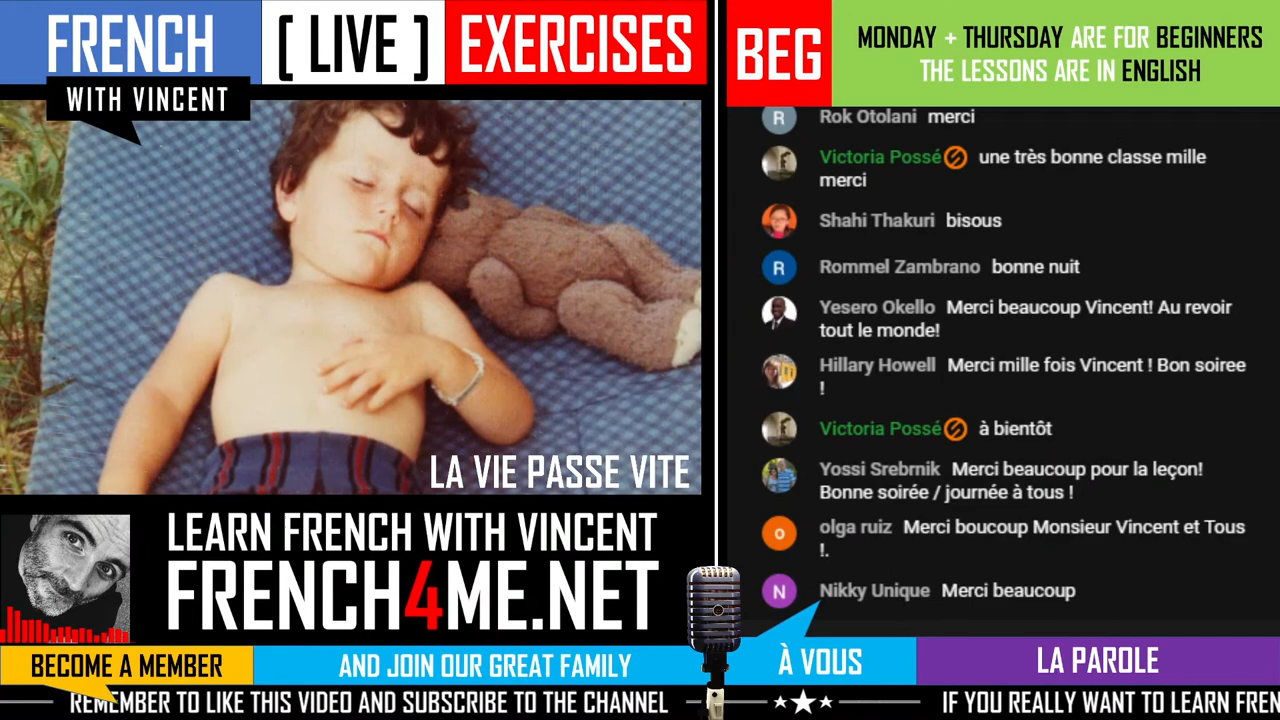 FRENCH
WITH VINCENT
[ LIVE ]
EXERCISES
BEG
MONDAY + THURSDAY ARE FOR BEGINNERS
THE LESSONS ARE IN ENGLISH
R Rok Otolani merci
Victoria Possé une très bonne classe mille
merci
Shahi Thakuri bisous
R Rommel Zambrano bonne nuit
Yesero Okello Merci beaucoup Vincent! Au revoir
tout le monde!
Hillary Howell Merci mille fois Vincent ! Bon soiree
!
Victoria Possé à bientôt
Yossi Srebrnik Merci beaucoup pour la leçon!
Bonne soirée / journée à tous !
o olga ruiz Merci boucoup Monsieur Vincent et Tous
!.
N Nikky Unique Merci beaucoup
LA VIE PASSE VITE
LEARN FRENCH WITH VINCENT
FRENCH4ME.NET
BECOME A MEMBER
AND JOIN OUR GREAT FAMILY
À VOUS
LA PAROLE
REMEMBER TO LIKE THIS VIDEO AND SUBSCRIBE TO THE CHANNEL
IF YOU REALLY WANT TO LEARN FREN